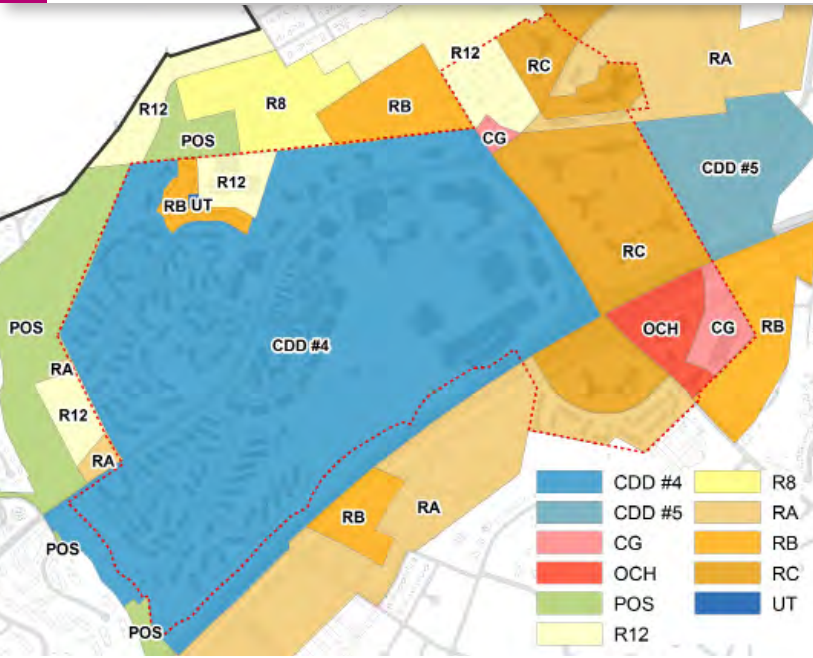 R12
RC
RA
R12
R8
RB
POS
CG
CDD #5
R12
RB
UT
RC
POS
OCH
CG
RB
CDD #4
RA
R12
RA
RB
RA
POS
POS
CDD #4
CDD #5
CG
OCH
POS
R12
R8
RA
RB
RC
UT